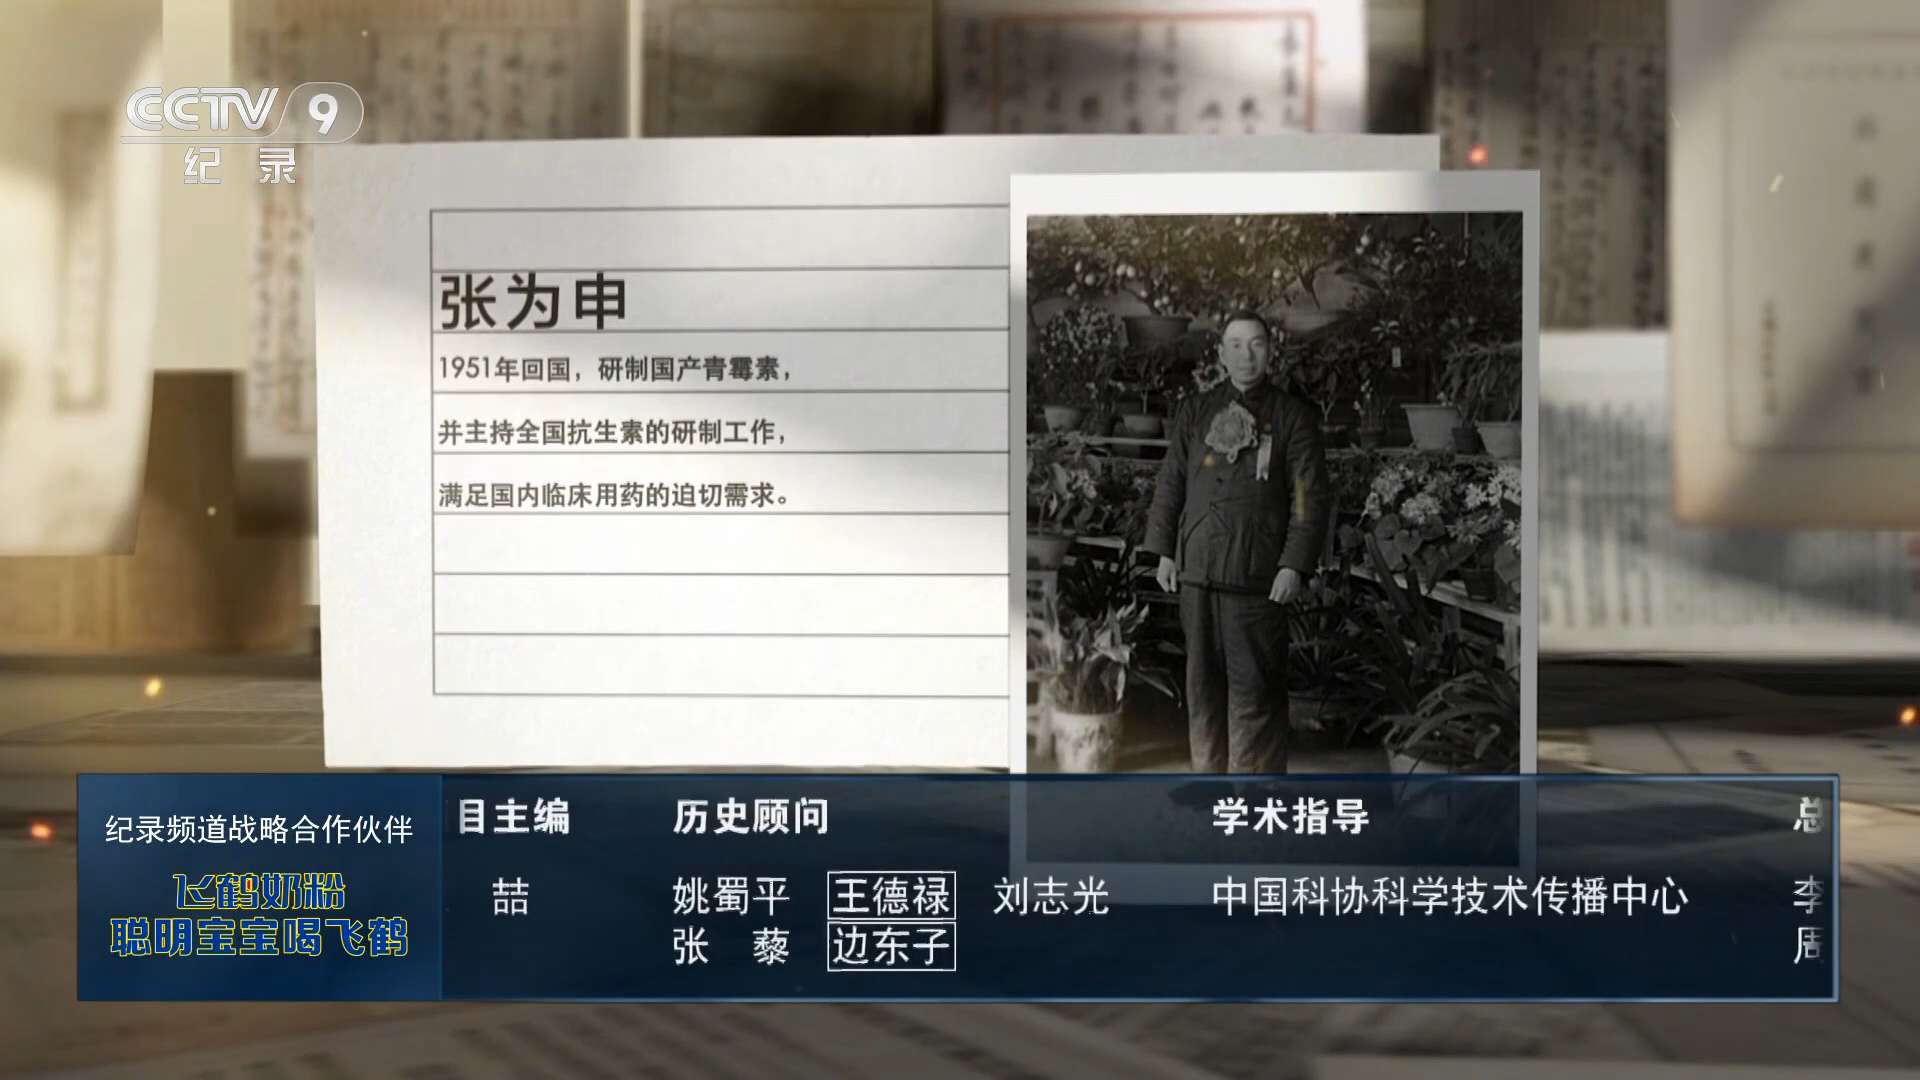 CCTV 9
纪 录
张为申
1951年回国，研制国产青霉素，
并主持全国抗生素的研制工作，
满足国内临床用药的迫切需求。
纪录频道战略合作伙伴
飞鹤奶粉
聪明宝宝喝飞鹤
目主编
喆
历史顾问
姚蜀平 王德禄 刘志光
张 藜 边东子
学术指导
中国科协科学技术传播中心
总
李
周